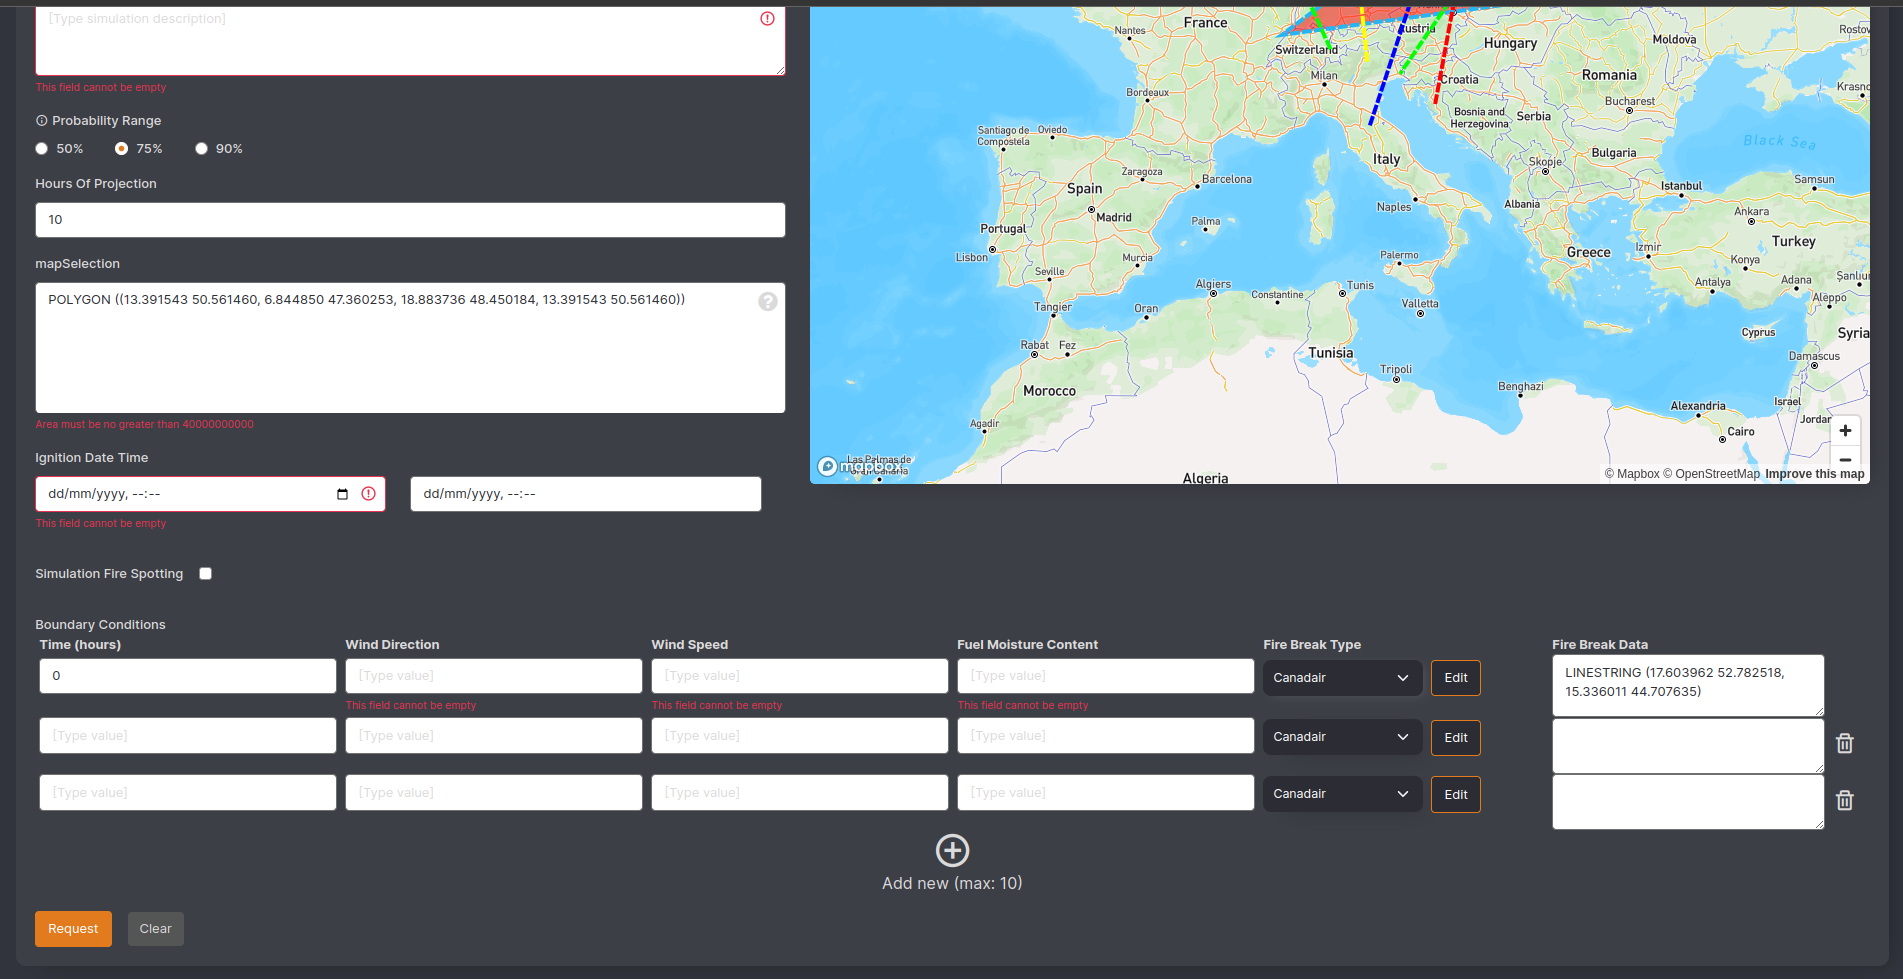 [Type simulation description]
This field cannot be empty
Probability Range
50%
75%
90%
Hours Of Projection
10
mapSelection
POLYGON ((13.391543 50.561460, 6.844850 47.360253, 18.883736 48.450184, 13.391543 50.561460))
?
Area must be no greater than 40000000000
Ignition Date Time
dd/mm/yyyy, --:--
dd/mm/yyyy, --:--
This field cannot be empty
Simulation Fire Spotting
France
Nantes
Switzerland
Austria
Hungary
Moldova
Rostov
Milan
Croatia
Romania
Krasno
Bordeaux
Bosnia and
Herzegovina
Serbia
Bucharest
Santiago de
Compostela
Oviedo
Black Sea
Italy
Skopje
Bulgaria
Zaragoza
Barcelona
Spain
Istanbul
Samsun
Madrid
Naples
Albania
Ankara
Portugal
Palma
Lisbon
Murcia
Palermo
Greece
Izmir
Turkey
Seville
Konya
Algiers
Constantine
Tunis
Antalya
Adana
Şanlıu
Tangier
Oran
Valletta
Aleppo
Rabat
Fez
Tunisia
Cyprus
Syria
Tripoli
Damascus
Morocco
Benghazi
Israel
Alexandria
Jordan
Agadir
Cairo
Las Palmas de
Gran Canaria
mapbox
Algeria
© Mapbox © OpenStreetMap Improve this map
Boundary Conditions
Time (hours)
Wind Direction
Wind Speed
Fuel Moisture Content
Fire Break Type
Fire Break Data
0
[Type value]
[Type value]
[Type value]
Canadair
Edit
LINESTRING (17.603962 52.782518,
15.336011 44.707635)
This field cannot be empty
This field cannot be empty
This field cannot be empty
[Type value]
[Type value]
[Type value]
[Type value]
Canadair
Edit
[Type value]
[Type value]
[Type value]
[Type value]
Canadair
Edit
Add new (max: 10)
Request
Clear